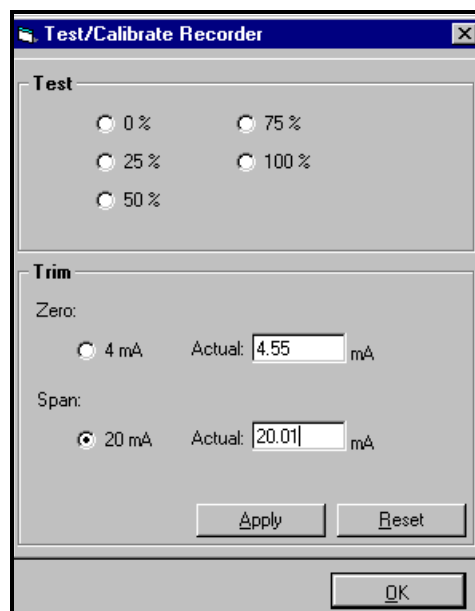 Test/Calibrate Recorder
Test
0 % 75 %
25 % 100 %
50 %
Trim
Zero:
4 mA Actual: 4.55 mA
Span:
20 mA Actual: 20.01 mA
Apply Reset
OK